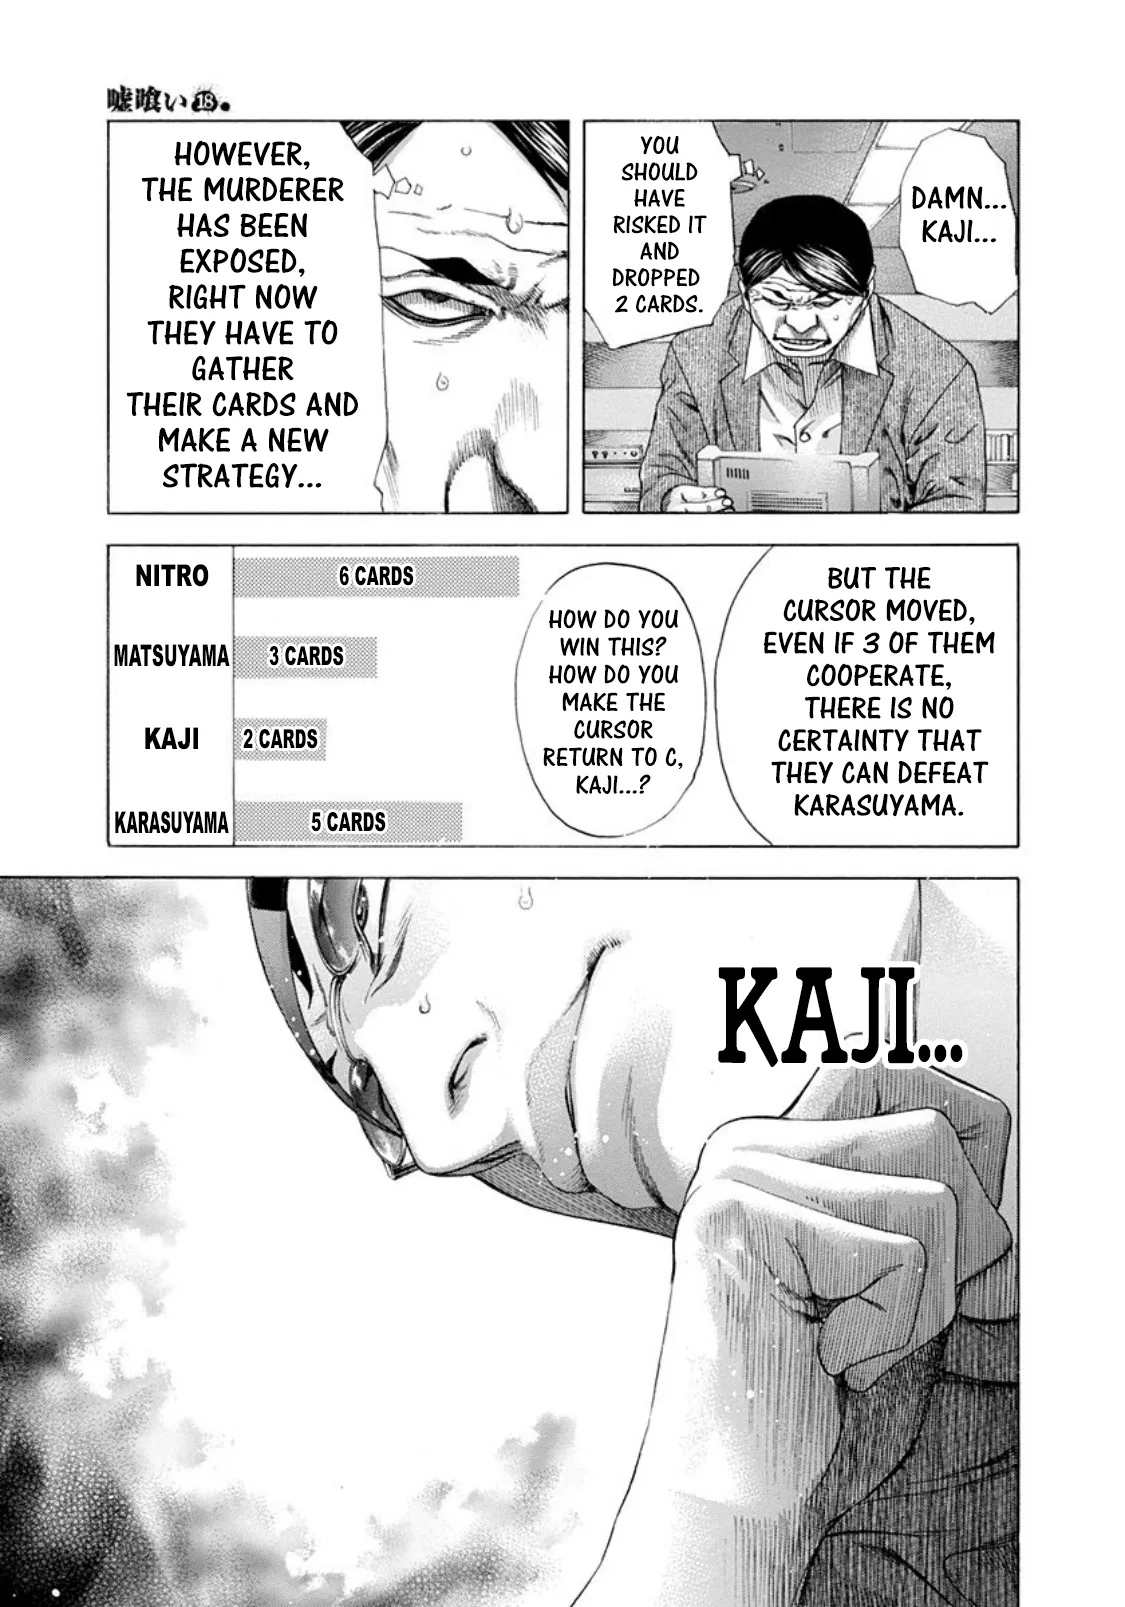 嘘喰い 18.
DAMN...
KAJI...
YOU
SHOULD
HAVE
RISKED IT
AND
DROPPED
2 CARDS.
HOWEVER,
THE MURDERER
HAS BEEN
EXPOSED,
RIGHT NOW
THEY HAVE TO
GATHER
THEIR CARDS AND
MAKE A NEW
STRATEGY...
BUT THE
CURSOR MOVED,
EVEN IF 3 OF THEM
COOPERATE,
THERE IS NO
CERTAINTY THAT
THEY CAN DEFEAT
KARASUYAMA.
HOW DO YOU
WIN THIS?
HOW DO YOU
MAKE THE
CURSOR
RETURN TO C,
KAJI...?
NITRO 6 CARDS
MATSUYAMA 3 CARDS
KAJI 2 CARDS
KARASUYAMA 5 CARDS
KAJI...